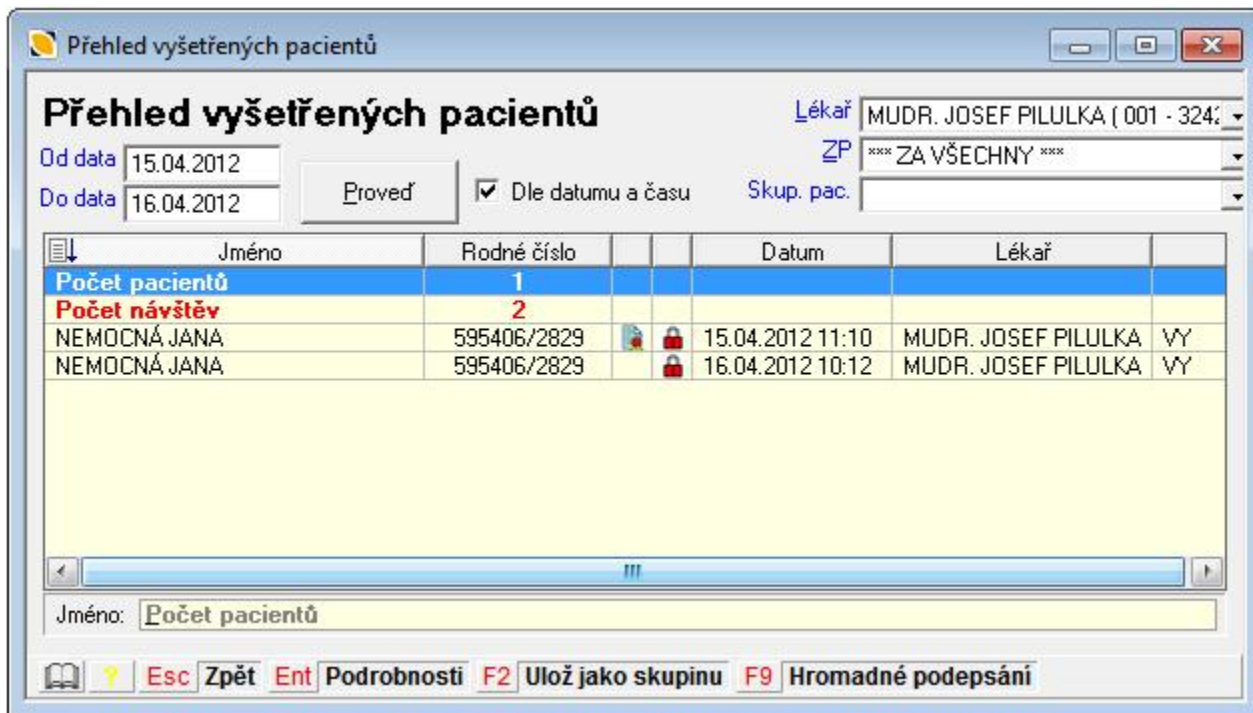 Přehled vyšetřených pacientů
Přehled vyšetřených pacientů
Lékař MUDR. JOSEF PILULKA ( 001 - 324
Od data 15.04.2012
ZP *** ZA VŠECHNY ***
Do data 16.04.2012
Proveď
Dle datumu a času
Skup. pac.
Jméno Rodné číslo Datum Lékař
Počet pacientů 1
Počet návštěv 2
NEMOCNÁ JANA 595406/2829 15.04.2012 11:10 MUDR. JOSEF PILULKA VY
NEMOCNÁ JANA 595406/2829 16.04.2012 10:12 MUDR. JOSEF PILULKA VY
Jméno: Počet pacientů
? Esc Zpět Ent Podrobnosti F2 Ulož jako skupinu F9 Hromadné podepsání